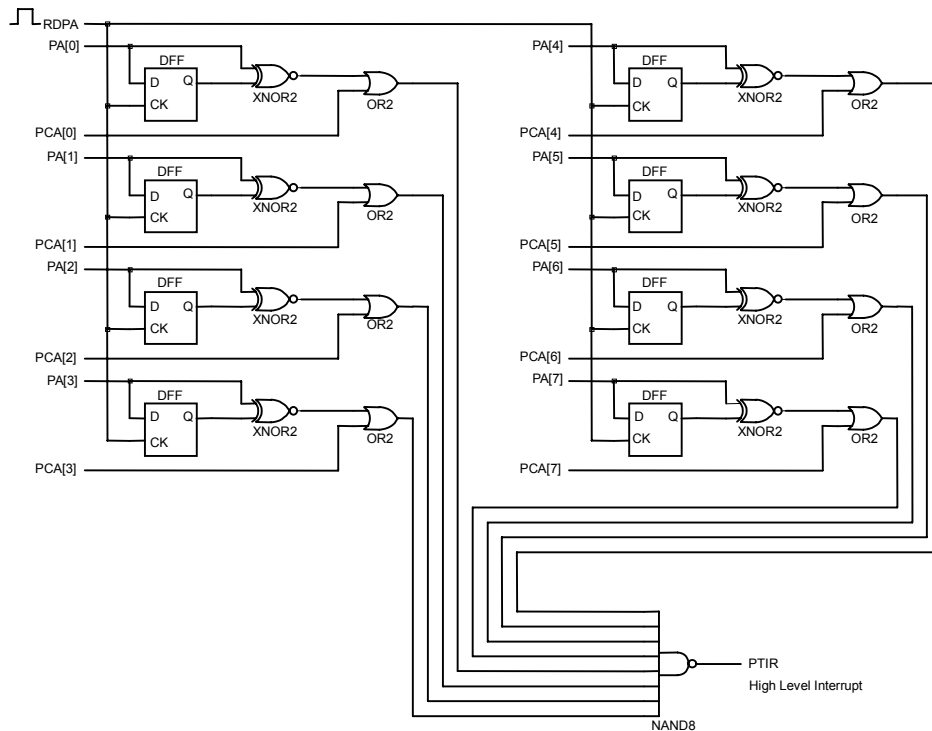 RDPA
PA[0]
DFF
D
Q
CK
XNOR2
OR2
PCA[0]
PA[1]
DFF
D
Q
CK
XNOR2
OR2
PCA[1]
PA[2]
DFF
D
Q
CK
XNOR2
OR2
PCA[2]
PA[3]
DFF
D
Q
CK
XNOR2
OR2
PCA[3]
PA[4]
DFF
D
Q
CK
XNOR2
OR2
PCA[4]
PA[5]
DFF
D
Q
CK
XNOR2
OR2
PCA[5]
PA[6]
DFF
D
Q
CK
XNOR2
OR2
PCA[6]
PA[7]
DFF
D
Q
CK
XNOR2
OR2
PCA[7]
PTIR
High Level Interrupt
NAND8